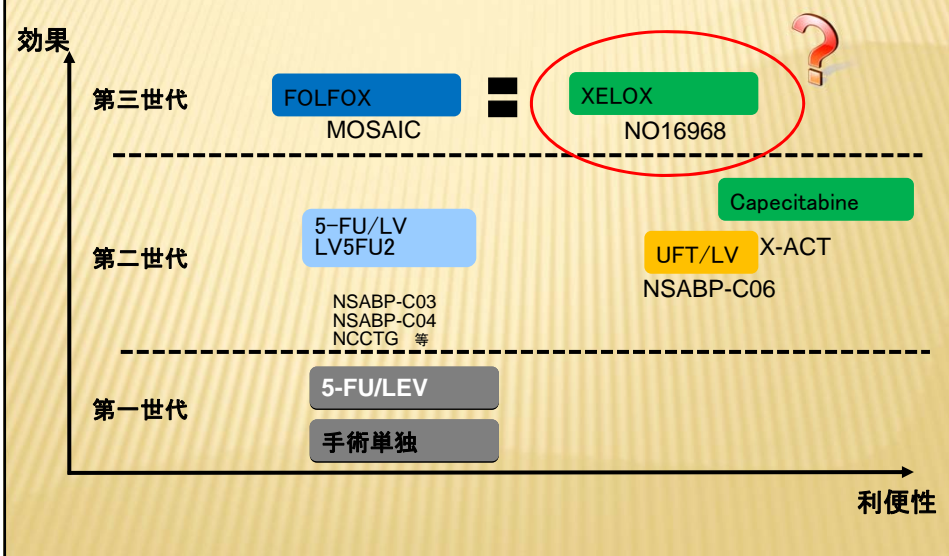 効果
第三世代
FOLFOX
MOSAIC
=
XELOX
NO16968
?
第二世代
5-FU/LV
LV5FU2
NSABP-C03
NSABP-C04
NCCTG 等
Capecitabine
UFT/LV
X-ACT
NSABP-C06
第一世代
5-FU/LEV
手術単独
利便性